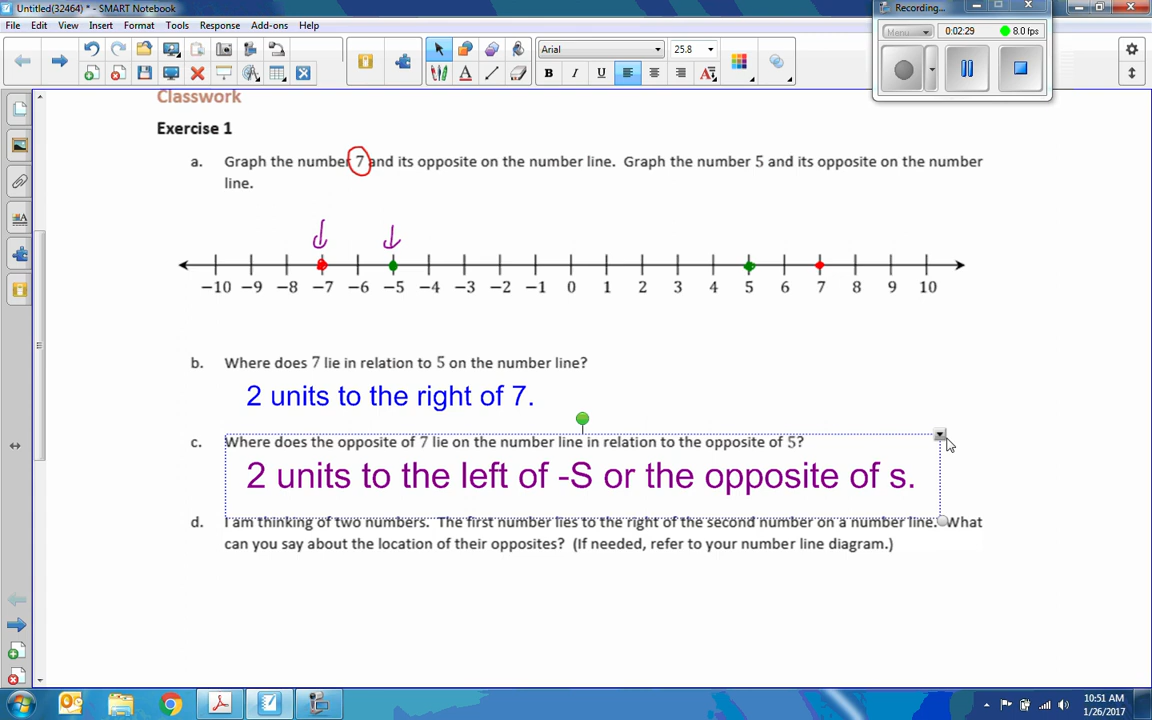 Untitled(32464) * - SMART Notebook
Recording...
File Edit View Insert Format Tools Response Add-ons Help
Menu 0:02:29 8.0 fps
Arial 25.8
B I U A
Classwork
Exercise 1
a. Graph the number 7 and its opposite on the number line. Graph the number 5 and its opposite on the number
line.
−10 −9 −8 −7 −6 −5 −4 −3 −2 −1 0 1 2 3 4 5 6 7 8 9 10
b. Where does 7 lie in relation to 5 on the number line?
2 units to the right of 7.
c. Where does the opposite of 7 lie on the number line in relation to the opposite of 5?
2 units to the left of -S or the opposite of s.
d. I am thinking of two numbers. The first number lies to the right of the second number on a number line. What
can you say about the location of their opposites? (If needed, refer to your number line diagram.)
10:51 AM
1/26/2017